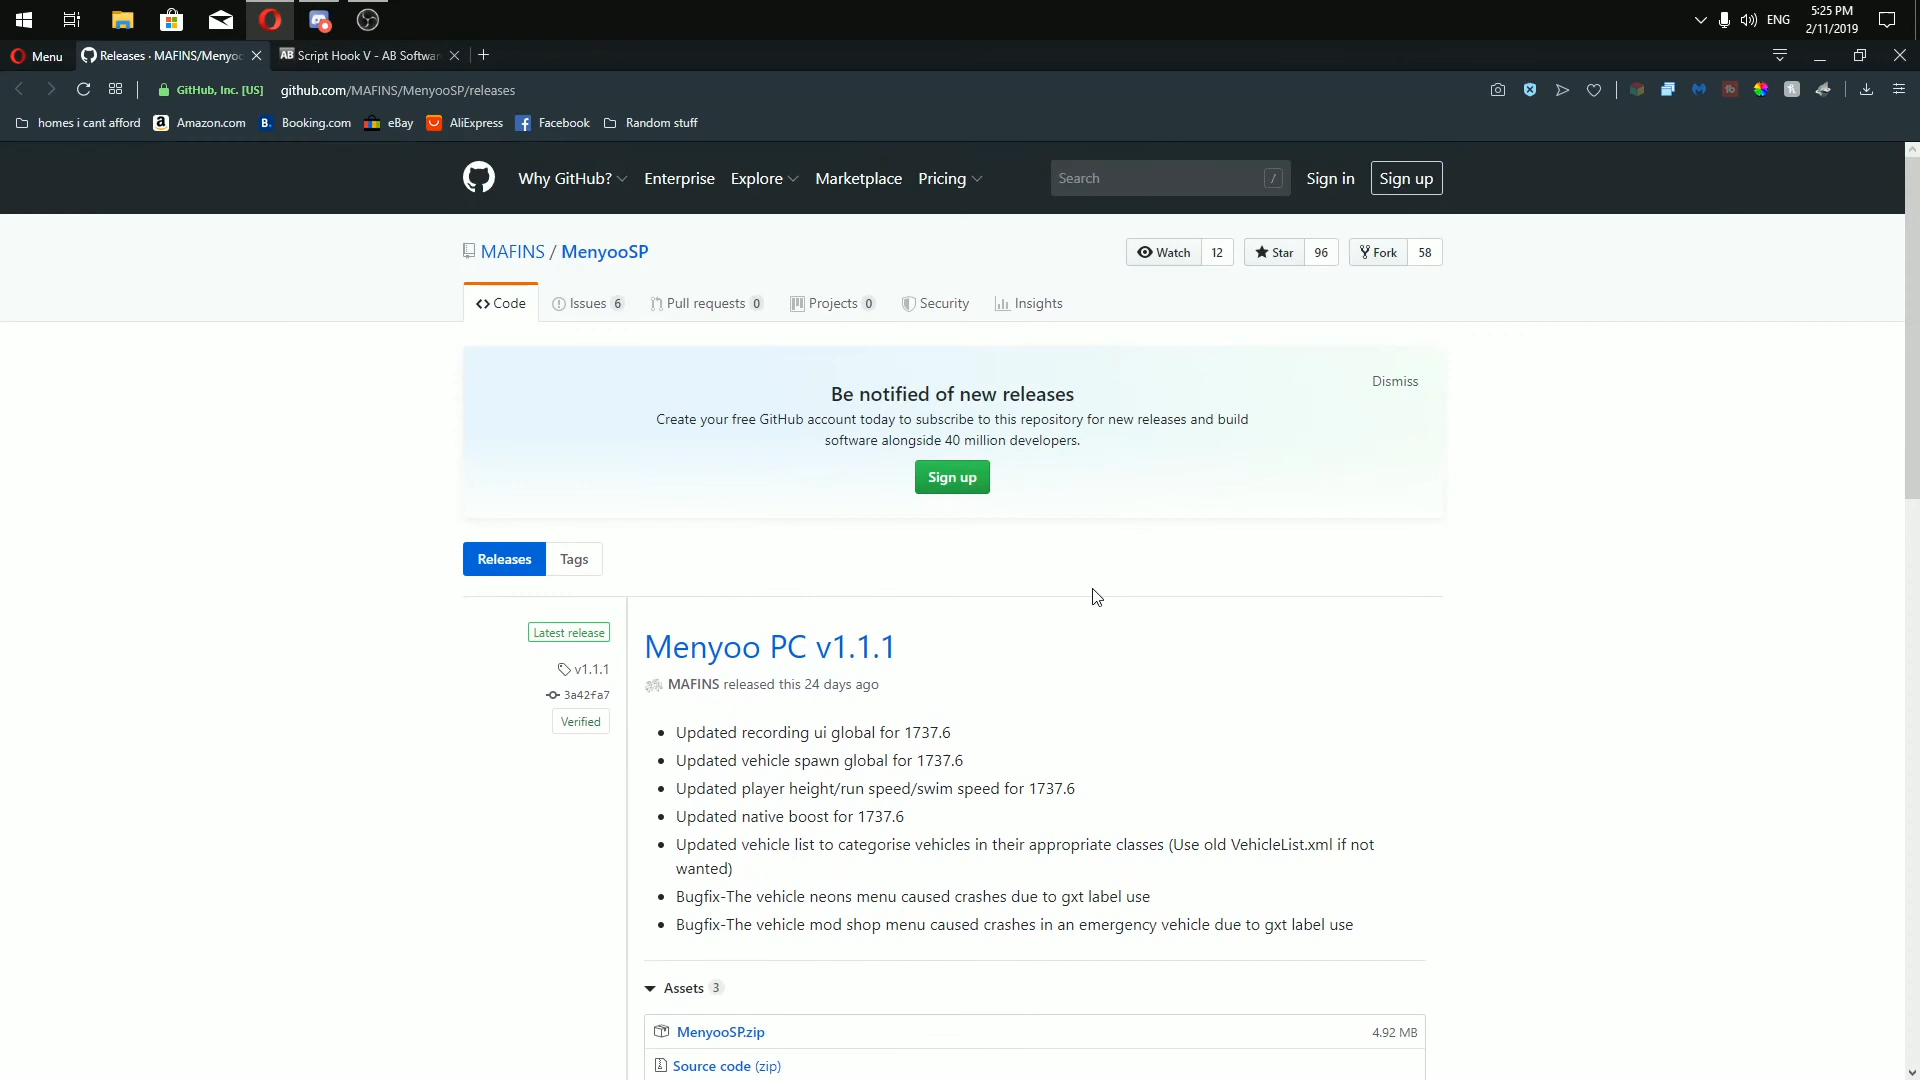 ENG
5:25 PM
2/11/2019
Menu
Releases · MAFINS/Menyoo
AB Script Hook V - AB Softwar
GitHub, Inc. [US]
github.com/MAFINS/MenyooSP/releases
homes i cant afford
a Amazon.com
B. Booking.com
eBay
AliExpress
Facebook
Random stuff
Why GitHub?
Enterprise
Explore
Marketplace
Pricing
Search
/
Sign in
Sign up
MAFINS / MenyooSP
Watch 12
Star 96
Fork 58
Code
Issues 6
Pull requests 0
Projects 0
Security
Insights
Be notified of new releases
Dismiss
Create your free GitHub account today to subscribe to this repository for new releases and build
software alongside 40 million developers.
Sign up
Releases
Tags
Latest release
v1.1.1
3a42fa7
Verified
Menyoo PC v1.1.1
MAFINS released this 24 days ago
Updated recording ui global for 1737.6
Updated vehicle spawn global for 1737.6
Updated player height/run speed/swim speed for 1737.6
Updated native boost for 1737.6
Updated vehicle list to categorise vehicles in their appropriate classes (Use old VehicleList.xml if not
wanted)
Bugfix-The vehicle neons menu caused crashes due to gxt label use
Bugfix-The vehicle mod shop menu caused crashes in an emergency vehicle due to gxt label use
Assets 3
MenyooSP.zip
4.92 MB
Source code (zip)